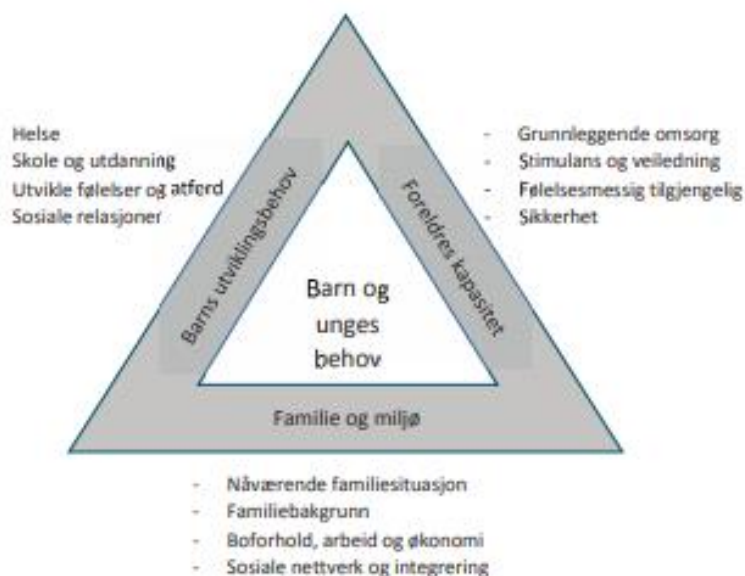 Helse
Skole og utdanning
Utvikle følelser og atferd
Sosiale relasjoner
- Grunnleggende omsorg
- Stimulans og veiledning
- Følelsesmessig tilgjengelig
- Sikkerhet
Barns utviklingsbehov
Foreldres kapasitet
Barn og
unges
behov
Familie og miljø
- Nåværende familiesituasjon
- Familiebakgrunn
- Boforhold, arbeid og økonomi
- Sosiale nettverk og integrering